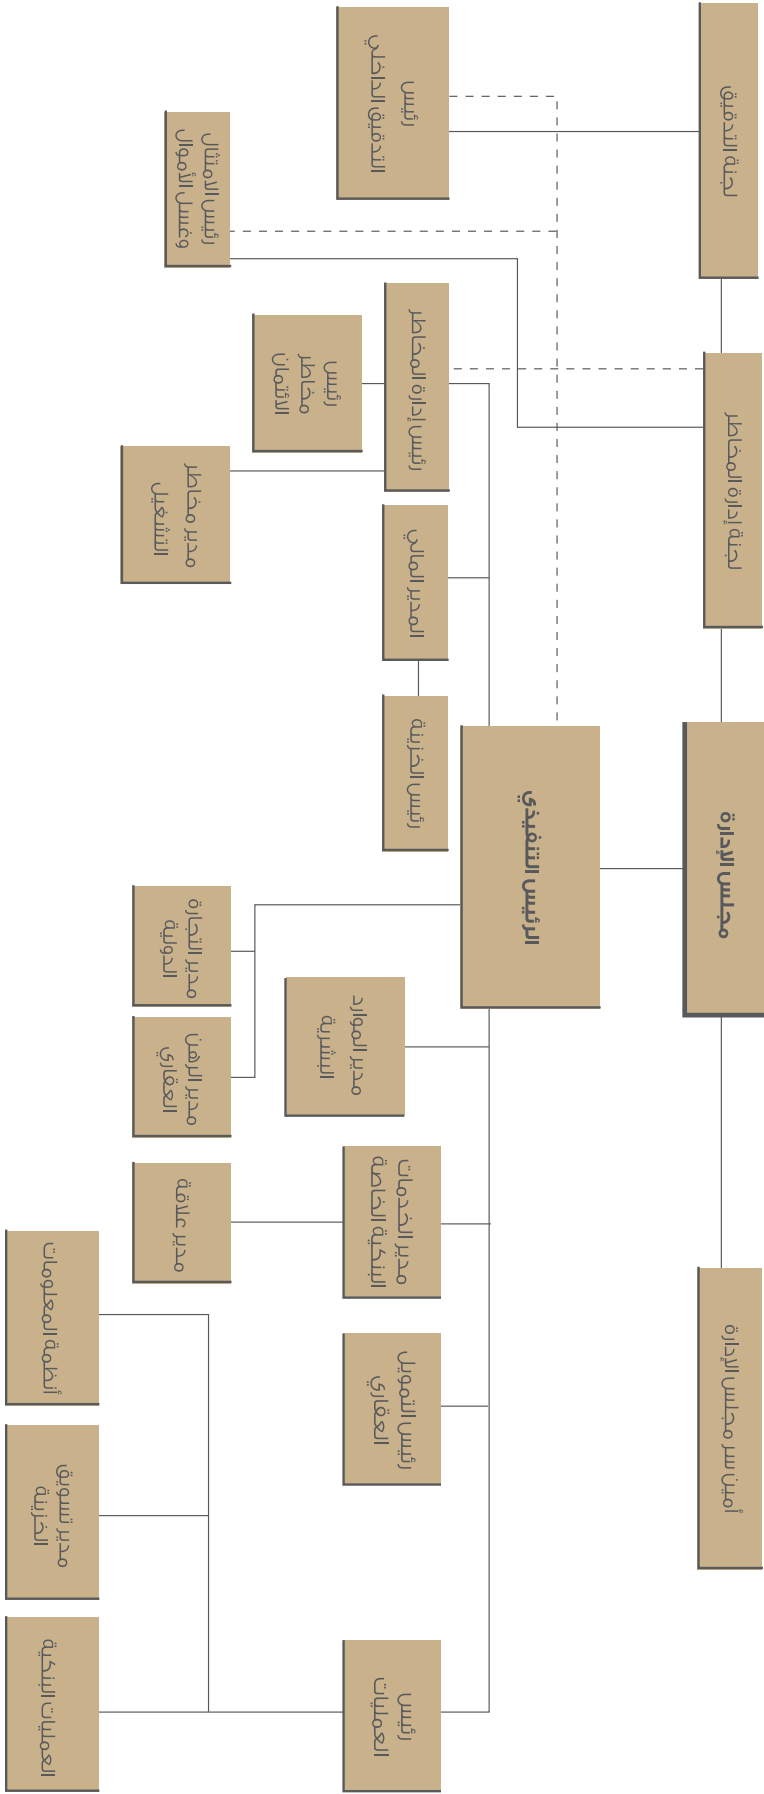 لجنة التدقيق
لجنة إدارة المخاطر
مجلس الإدارة
أمين سر مجلس الإدارة
الرئيس التنفيذي
رئيس
التدقيق الداخلي
رئيس الامتثال
وغسل الأموال
رئيس إدارة المخاطر
رئيس
مخاطر
الائتمان
مدير مخاطر
التشغيل
المدير المالي
رئيس الخزينة
مدير التجارة
الدولية
مدير الرهن
العقاري
مدير الموارد
البشرية
مدير الخدمات
البنكية الخاصة
مدير علاقة
رئيس التمويل
العقاري
رئيس
العمليات
أنظمة المعلومات
مدير تسويق
الخزينة
العمليات البنكية